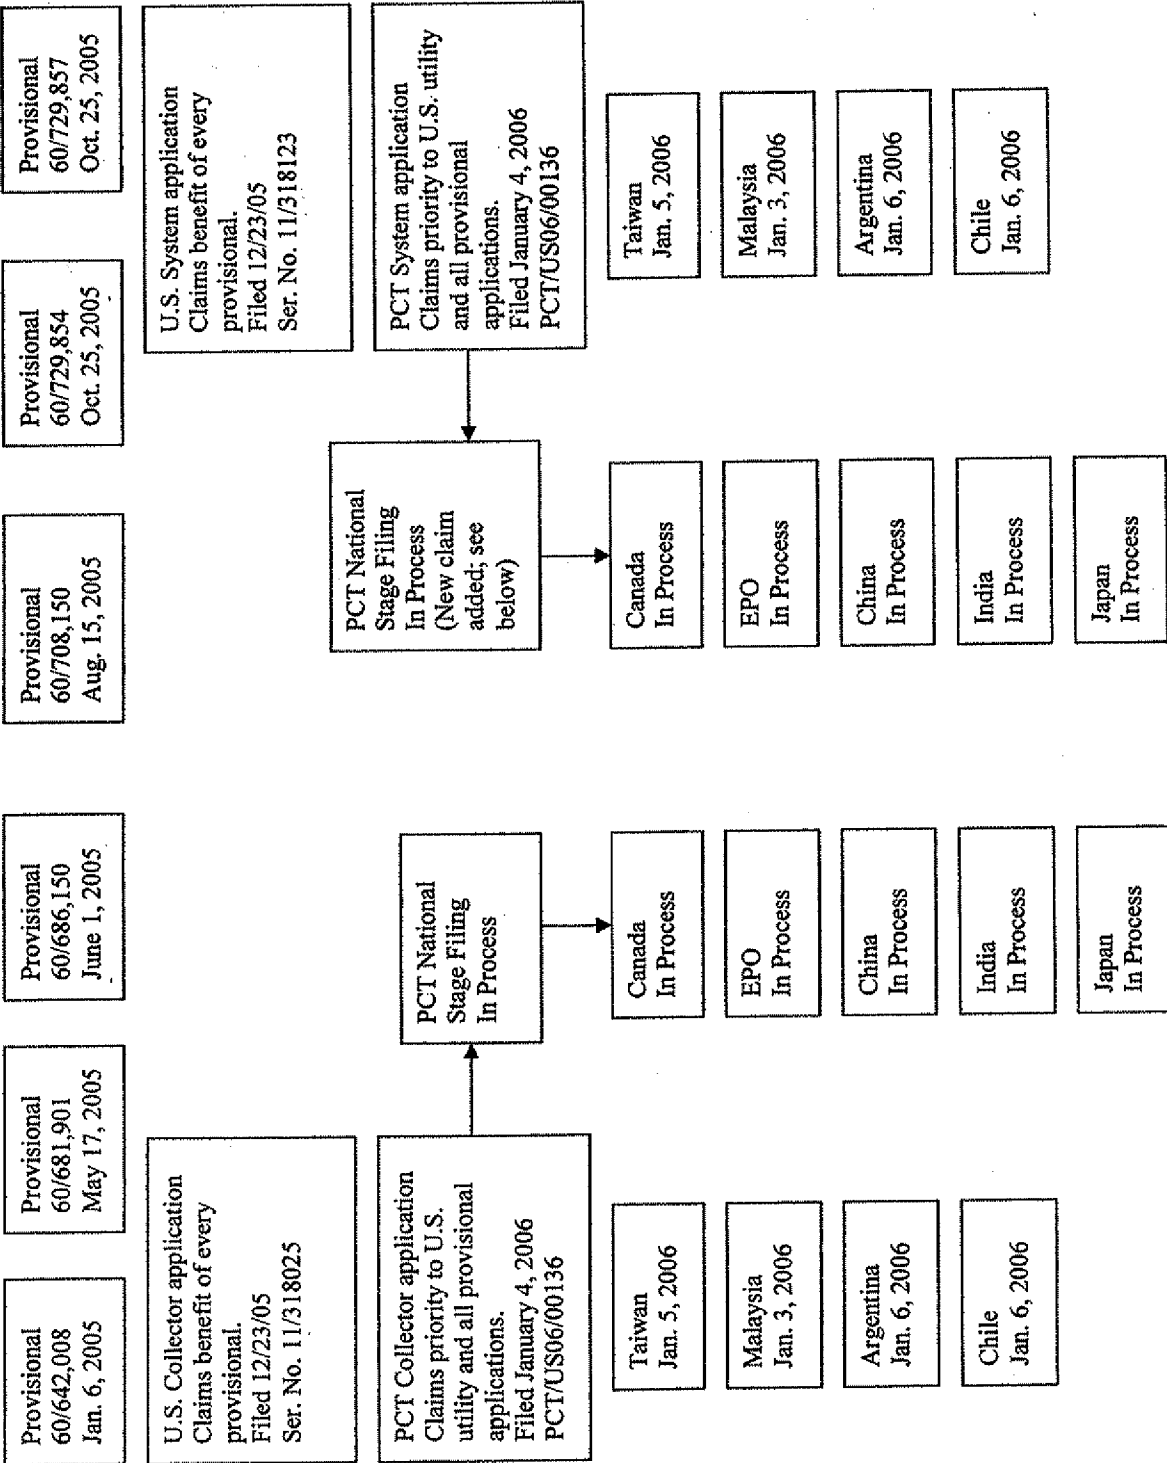 Provisional
60/642,008
Jan. 6, 2005
Provisional
60/681,901
May 17, 2005
Provisional
60/686,150
June 1, 2005
Provisional
60/708,150
Aug. 15, 2005
Provisional
60/729,854
Oct. 25, 2005
Provisional
60/729,857
Oct. 25, 2005
U.S. Collector application
Claims benefit of every
provisional.
Filed 12/23/05
Ser. No. 11/318025
U.S. System application
Claims benefit of every
provisional.
Filed 12/23/05
Ser. No. 11/318123
PCT Collector application
Claims priority to U.S.
utility and all provisional
applications.
Filed January 4, 2006
PCT/US06/00136
PCT National
Stage Filing
In Process
PCT National
Stage Filing
In Process
(New claim
added; see
below)
PCT System application
Claims priority to U.S. utility
and all provisional
applications.
Filed January 4, 2006
PCT/US06/00136
Taiwan
Jan. 5, 2006
Malaysia
Jan. 3, 2006
Argentina
Jan. 6, 2006
Chile
Jan. 6, 2006
Canada
In Process
EPO
In Process
China
In Process
India
In Process
Japan
In Process
Canada
In Process
EPO
In Process
China
In Process
India
In Process
Japan
In Process
Taiwan
Jan. 5, 2006
Malaysia
Jan. 3, 2006
Argentina
Jan. 6, 2006
Chile
Jan. 6, 2006